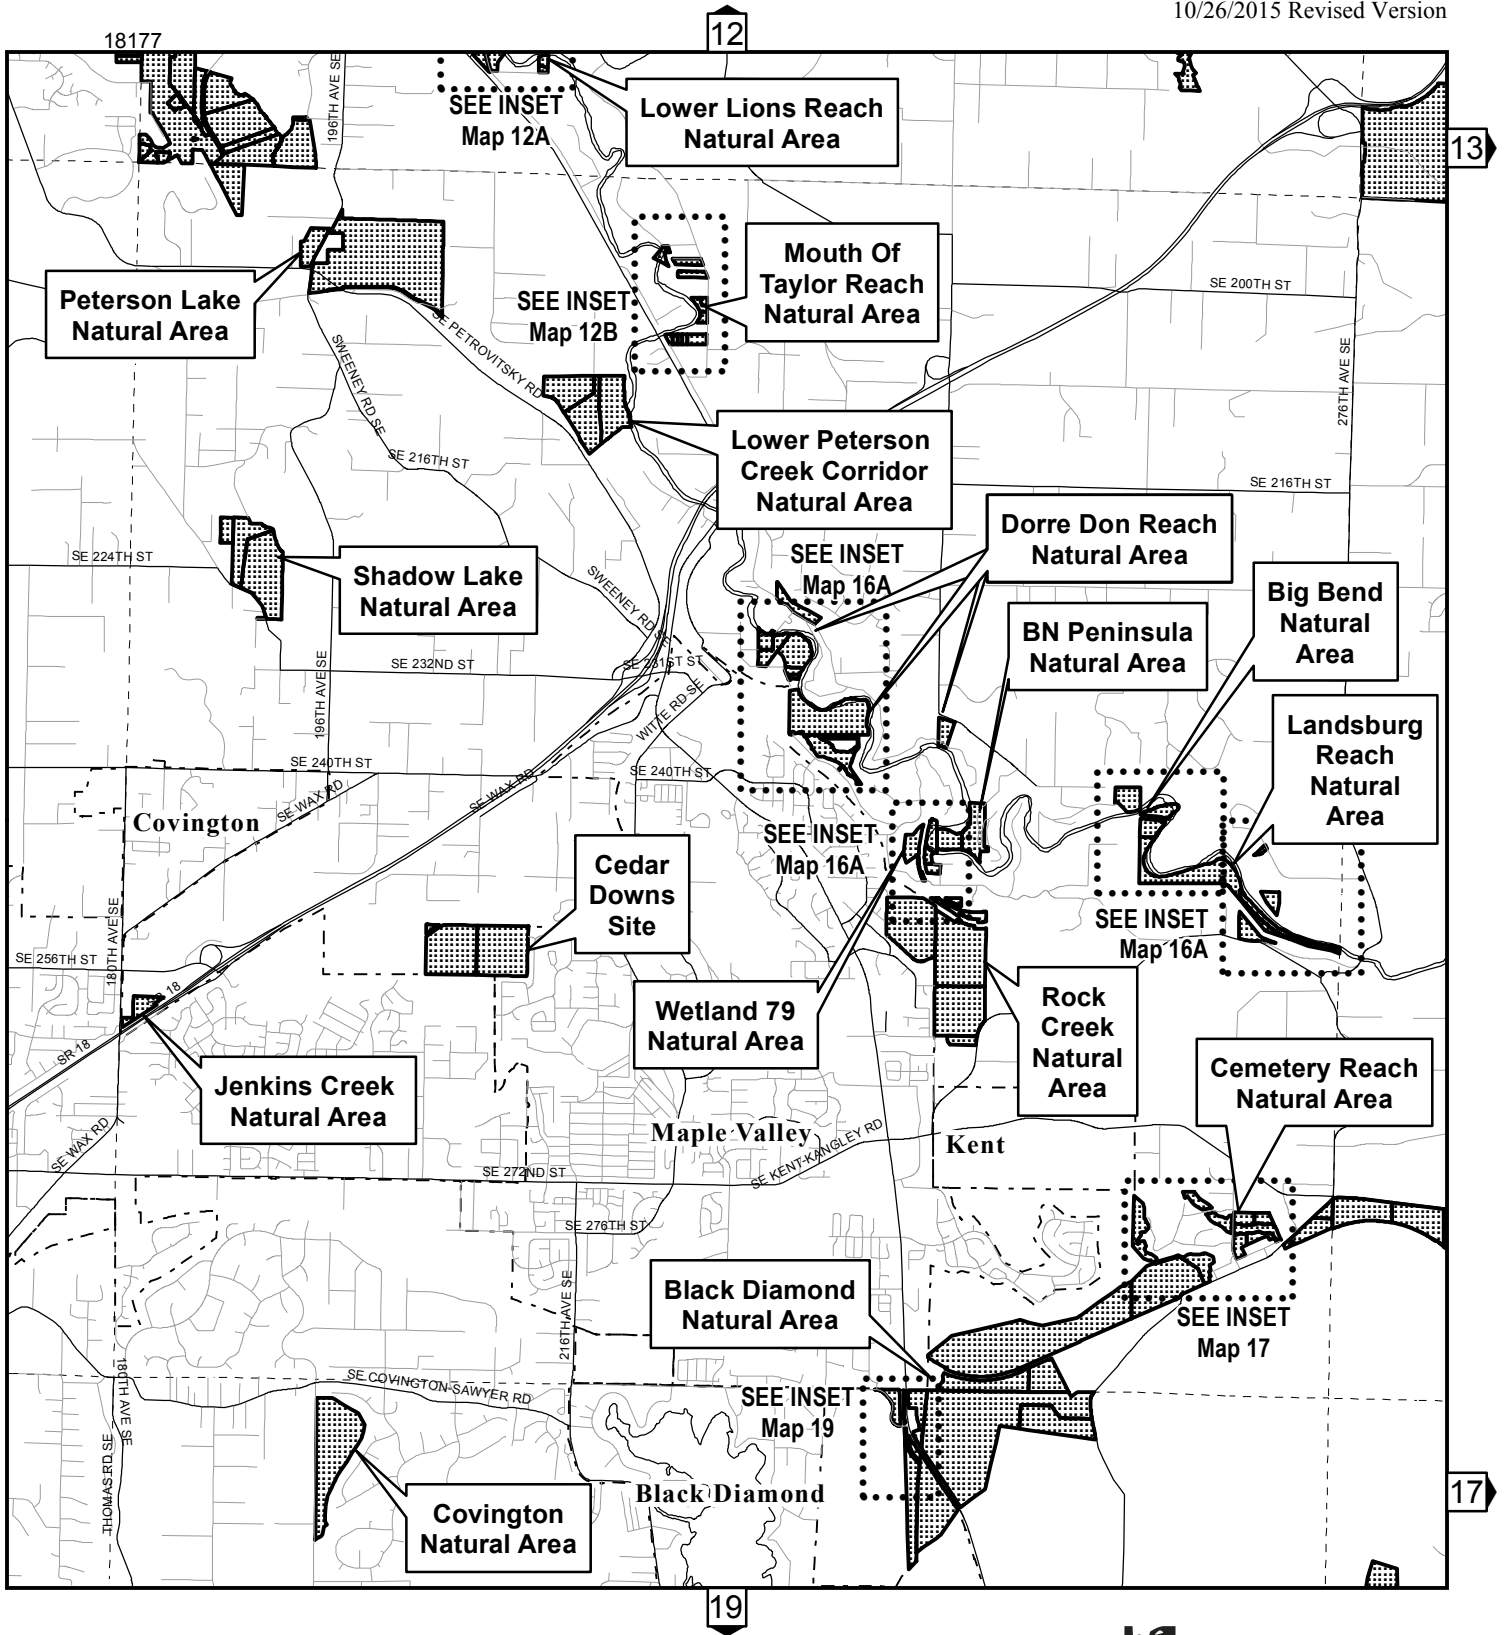 10/26/2015 Revised Version
12
18177
196TH AVE SE
SEE INSET
Map 12A
Lower Lions Reach
Natural Area
13
Peterson Lake
Natural Area
SEE INSET
Map 12B
Mouth Of
Taylor Reach
Natural Area
SE 200TH ST
SE PETROVITSKY RD
SWEENEY RD SE
276TH AVE SE
Lower Peterson
Creek Corridor
Natural Area
SE 216TH ST
SE 216TH ST
Dorre Don Reach
Natural Area
SE 224TH ST
Shadow Lake
Natural Area
SEE INSET
Map 16A
SWEENEY RD SE
Big Bend
Natural
Area
BN Peninsula
Natural Area
SE 232ND ST
SE 231ST ST
196TH AVE SE
WITTE RD SE
Landsburg
Reach
Natural
Area
SE 240TH ST
SE 240TH ST
SE WAX RD
SE WAX RD
Covington
SEE INSET
Map 16A
Cedar
Downs
Site
180TH AVE SE
SEE INSET
Map 16A
SE 256TH ST
SR 18
Wetland 79
Natural Area
Rock
Creek
Natural
Area
SR 18
Jenkins Creek
Natural Area
Cemetery Reach
Natural Area
SE WAX RD
Maple Valley
SE KENT-KANGLEY RD
Kent
SE 272ND ST
SE 276TH ST
Black Diamond
Natural Area
216TH AVE SE
SEE INSET
Map 17
SE COVINGTON-SAWYER RD
180TH AVE SE
SEE INSET
Map 19
THOMAS RD SE
Black Diamond
17
Covington
Natural Area
19